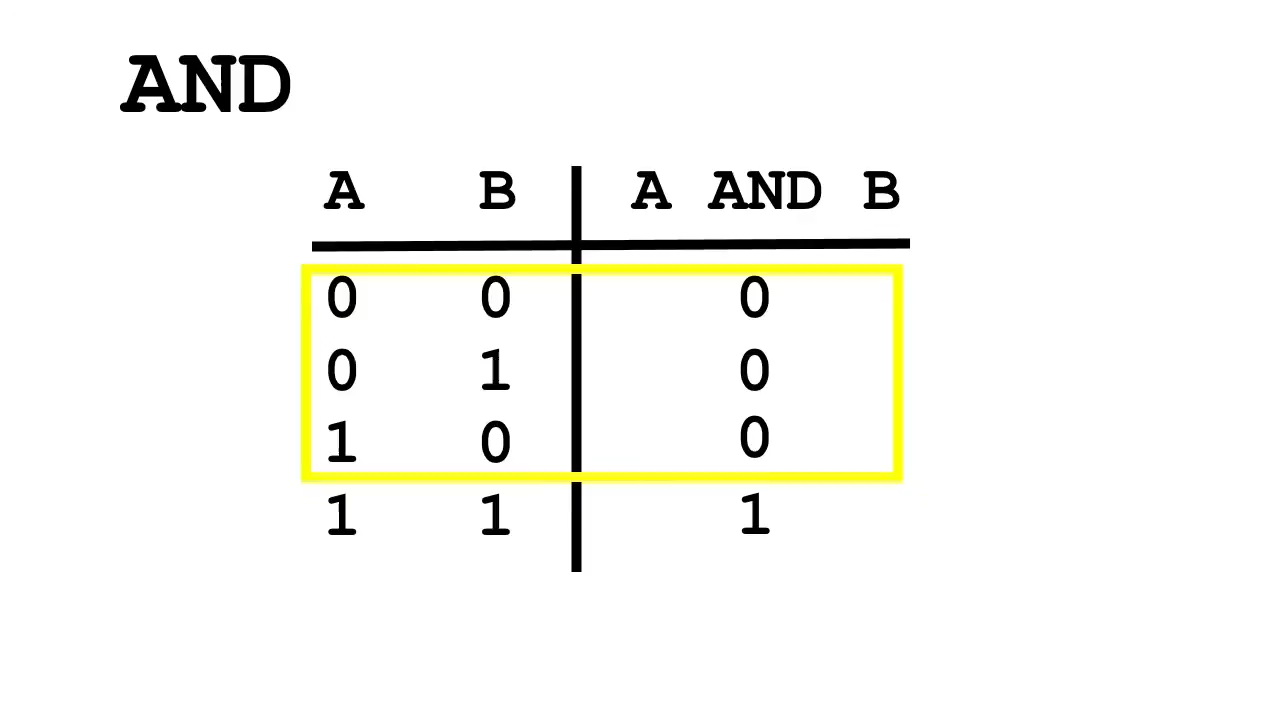 AND
A B A AND B
0 0 0
0 1 0
1 0 0
1 1 1